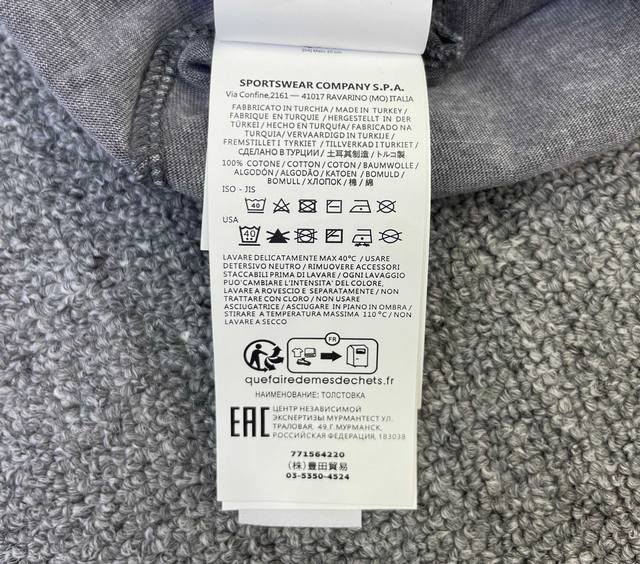 SPORTSWEAR COMPANY S.P.A.
Via Confine,2161— 41017 RAVARINO (MO) ITALIA
FABBRICATO IN TURCHIA / MADE IN TURKEY /
FABRIQUE EN TURQUIE / HERGESTELLT IN DER
TÜRKEI / HECHO EN TURQUÍA / FABRICADO NA
TURQUIA / VERVAARDIGD IN TURKIJE /
FREMSTILLET I TYRKIET / TILLVERKAD I TURKIET /
СДЕЛАНО В ТУРЦИИ / 土耳其制造 / トルコ製
100% COTONE / COTTON / COTON / BAUMWOLLE /
ALGODÓN / ALGODÃO / KATOEN / BOMULD /
BOMULL / ХЛОПОК / 棉 / 綿
ISO - JIS
40
USA
40
LAVARE DELICATAMENTE MAX 40°C / USARE
DETERSIVO NEUTRO / RIMUOVERE ACCESSORI
STACCABILI PRIMA DI LAVARE / OGNI LAVAGGIO
PUO'CAMBIARE L'INTENSITA' DEL COLORE,
LAVARE A ROVESCIO E SEPARATAMENTE / NON
TRATTARE CON CLORO / NON USARE
ASCIUGATRICE / ASCIUGARE IN PIANO IN OMBRA /
STIRARE A TEMPERATURA MASSIMA 110°C / NON
LAVARE A SECCO
FR
quefairedemesdechets.fr
НАИМЕНОВАНИЕ: ТОЛСТОВКА
EAC
ЦЕНТР НЕЗАВИСИМОЙ
ЭКСПЕРТИЗЫ МУРМАНТЕСТ УЛ.
ТРАЛОВАЯ, 49,Г.МУРМАНСК,
РОССИЙСКАЯ ФЕДЕРАЦИЯ, 183038
771564220
(株)豊田貿易
03-5350-4524